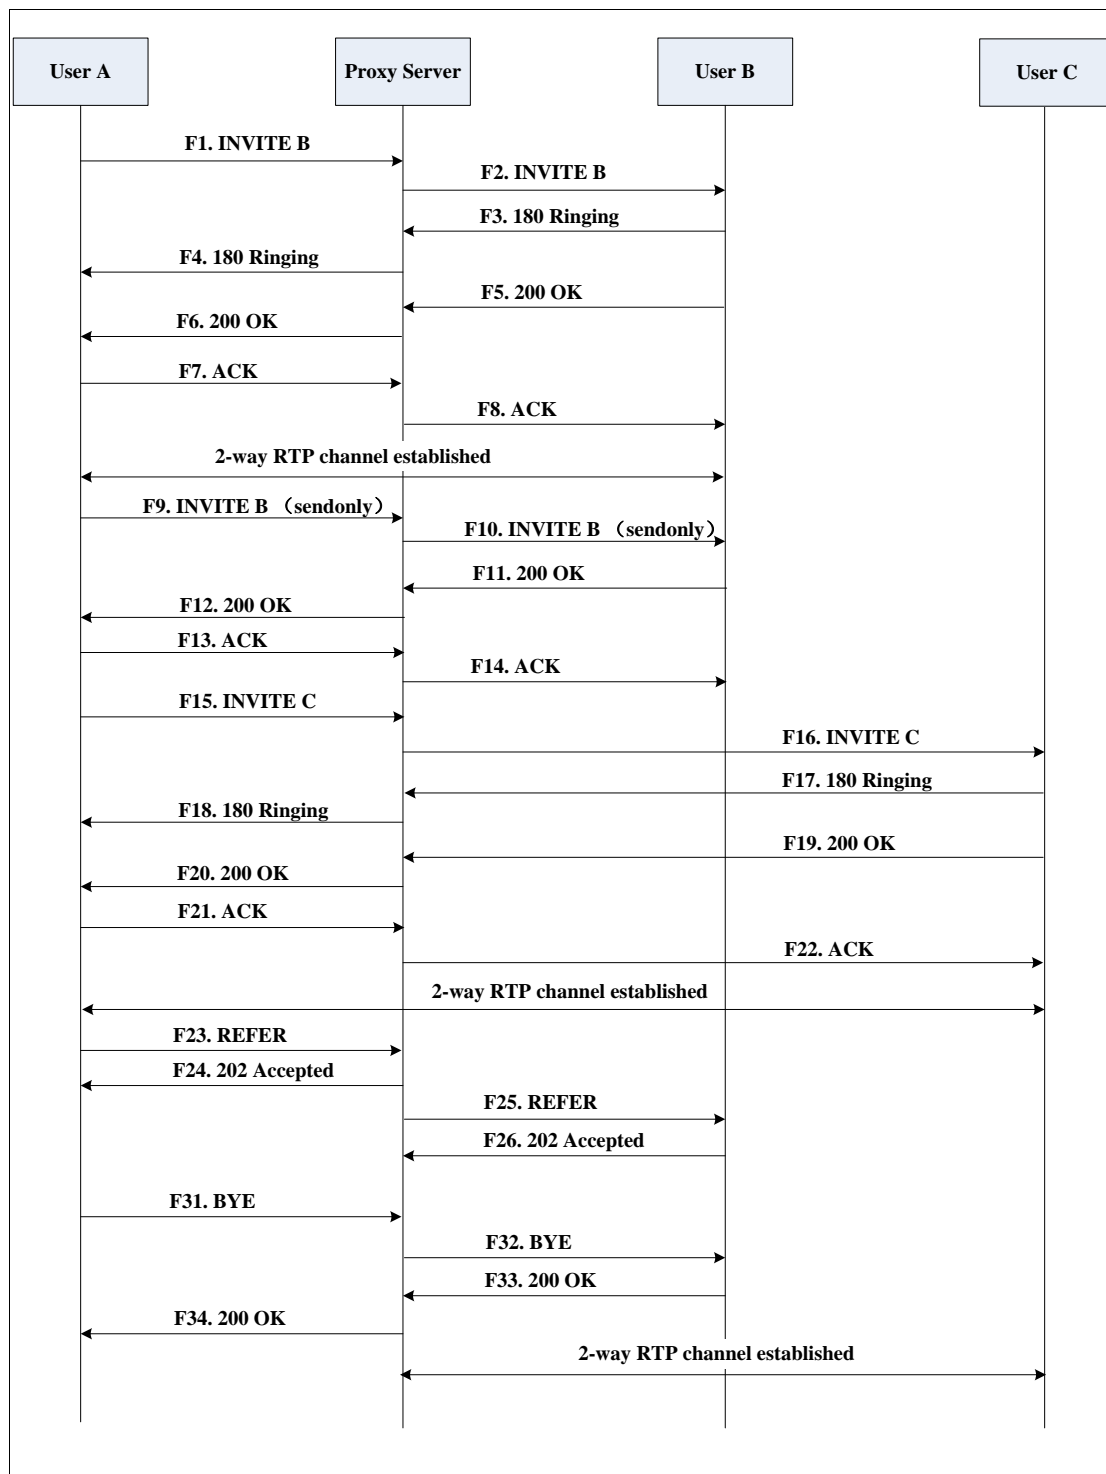 User A
Proxy Server
User B
User C
F1. INVITE B
F2. INVITE B
F3. 180 Ringing
F4. 180 Ringing
F5. 200 OK
F6. 200 OK
F7. ACK
F8. ACK
2-way RTP channel established
F9. INVITE B （sendonly）
F10. INVITE B （sendonly）
F11. 200 OK
F12. 200 OK
F13. ACK
F14. ACK
F15. INVITE C
F16. INVITE C
F17. 180 Ringing
F18. 180 Ringing
F19. 200 OK
F20. 200 OK
F21. ACK
F22. ACK
2-way RTP channel established
F23. REFER
F24. 202 Accepted
F25. REFER
F26. 202 Accepted
F31. BYE
F32. BYE
F33. 200 OK
F34. 200 OK
2-way RTP channel established